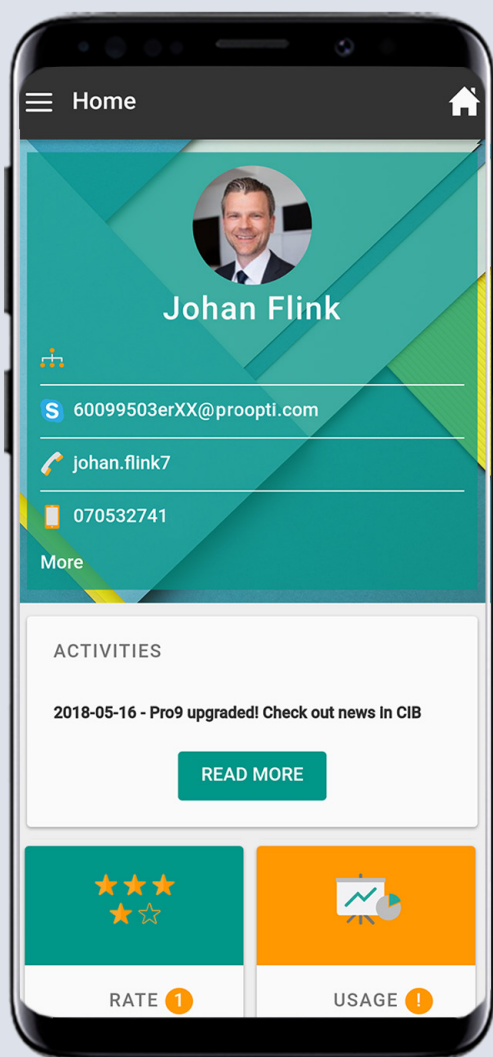 Home
Johan Flink
60099503erXX@proopti.com
johan.flink7
070532741
More
ACTIVITIES
2018-05-16 - Pro9 upgraded! Check out news in CIB
READ MORE
RATE 1
USAGE !